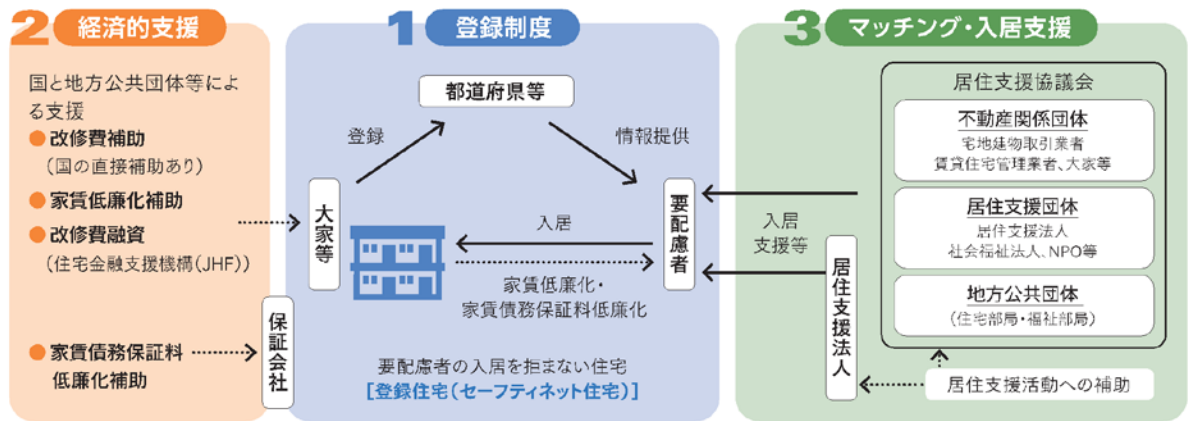 2 経済的支援
国と地方公共団体等によ
る支援
● 改修費補助
（国の直接補助あり）
● 家賃低廉化補助
● 改修費融資
（住宅金融支援機構（JHF））
● 家賃債務保証料
低廉化補助
保証会社
1 登録制度
都道府県等
登録
情報提供
大家等
要配慮者
入居
家賃低廉化・
家賃債務保証料低廉化
要配慮者の入居を拒まない住宅
［登録住宅（セーフティネット住宅）］
3 マッチング・入居支援
居住支援協議会
不動産関係団体
宅地建物取引業者
賃貸住宅管理業者、大家等
居住支援団体
居住支援法人
社会福祉法人、NPO等
地方公共団体
（住宅部局・福祉部局）
入居
支援等
居住支援法人
居住支援活動への補助